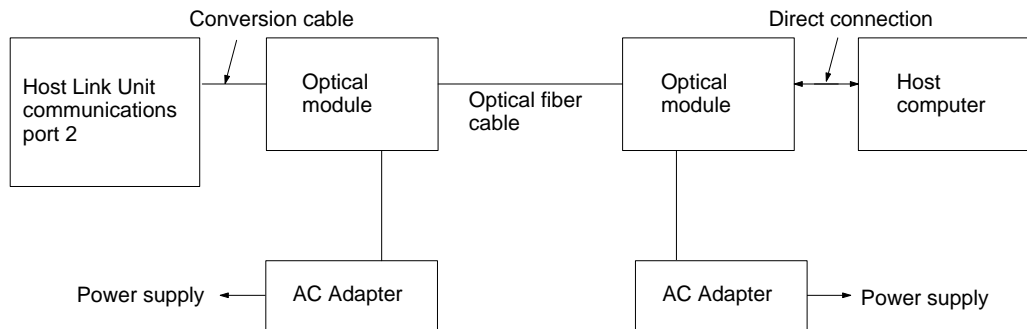 Conversion cable
Direct connection
Host Link Unit
communications
port 2
Optical
module
Optical fiber
cable
Optical
module
Host
computer
Power supply
AC Adapter
AC Adapter
Power supply